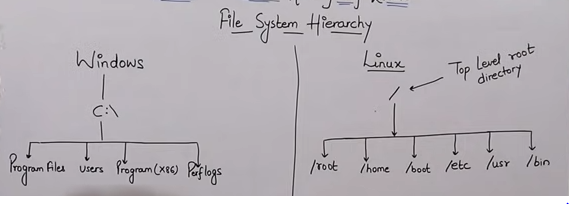 File System Hierarchy
Windows
C:\
Program Files Users Program (X86) Perflogs
Linux
Top Level root
directory
/
/root /home /boot /etc /usr /bin